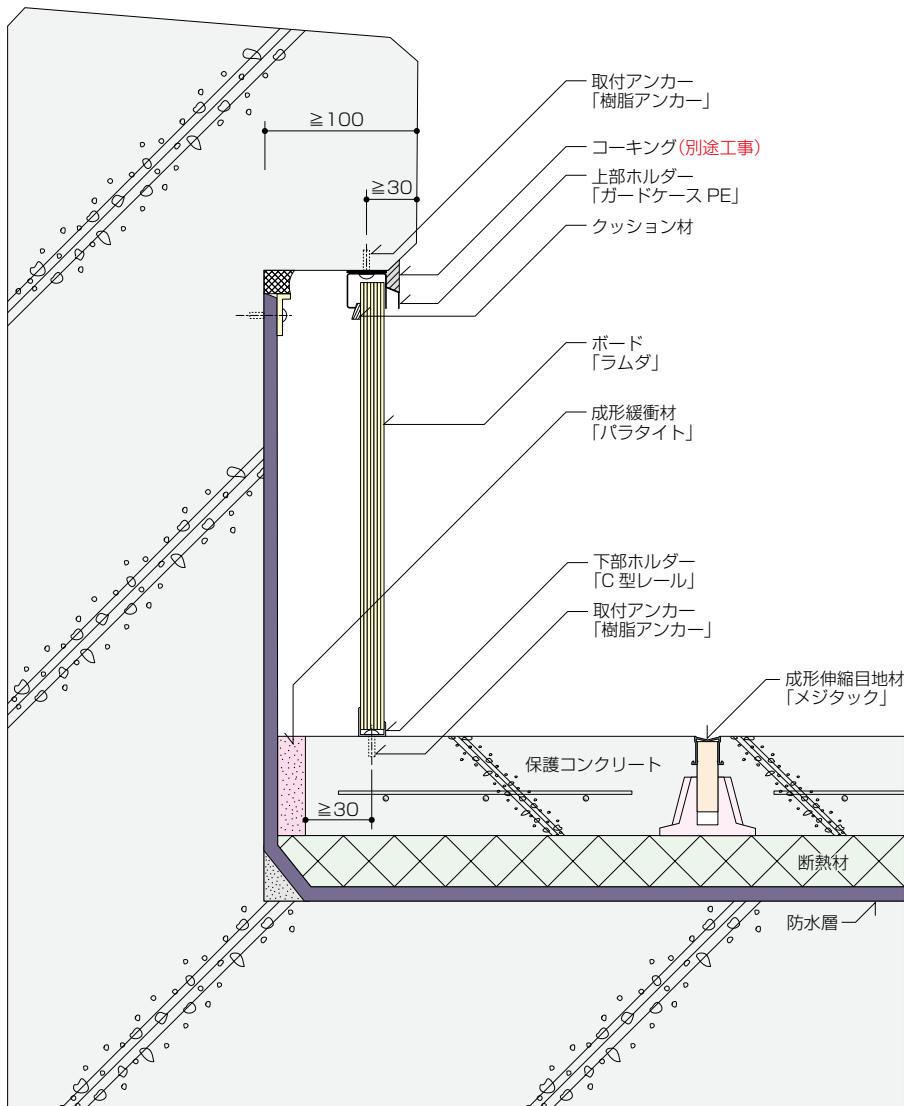 取付アンカー
「樹脂アンカー」
≧100
コーキング(別途工事)
上部ホルダー
「ガードケース PE」
≧30
クッション材
ボード
「ラムダ」
成形緩衝材
「パラタイト」
下部ホルダー
「C 型レール」
取付アンカー
「樹脂アンカー」
成形伸縮目地材
「メジタック」
保護コンクリート
≧30
断熱材
防水層